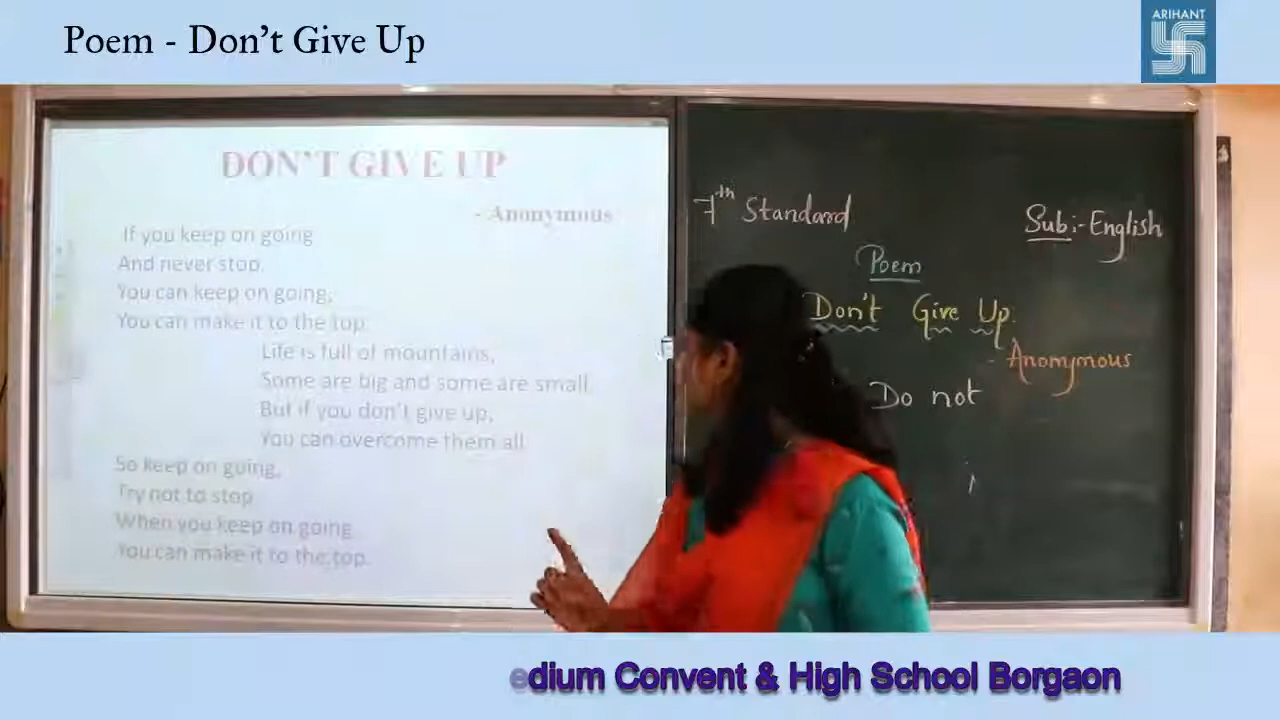 Poem - Don't Give Up
ARIHANT
DON'T GIVE UP
- Anonymous
If you keep on going
And never stop.
You can keep on going,
You can make it to the top.
Life is full of mountains,
Some are big and some are small.
But if you don't give up,
You can overcome them all.
So keep on going,
Try not to stop
When you keep on going
You can make it to the top.
7th Standard
Sub:- English
Poem
Don't Give Up.
- Anonymous
Do not
edium Convent & High School Borgaon